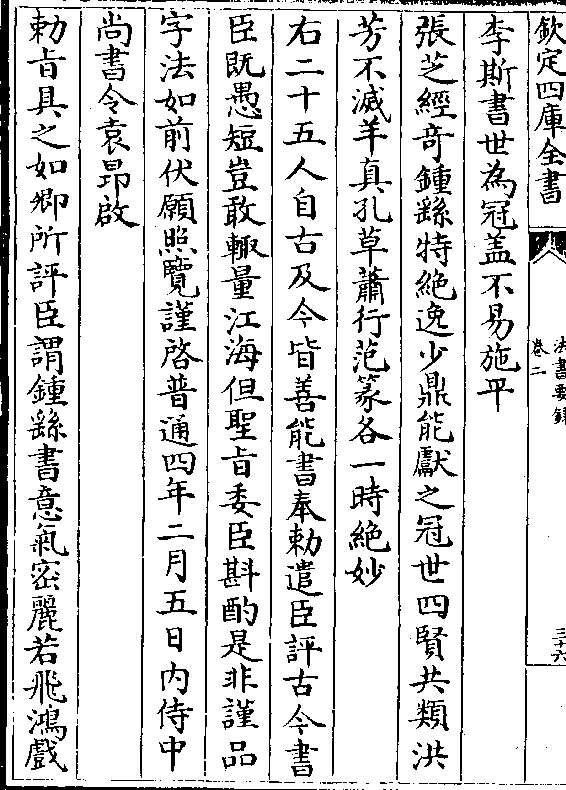 欽定四庫全書
法書要録
卷二
三十六
李斯書世為冠盖不易施平
張芝經奇鍾繇特絶逸少鼎能獻之冠世四賢共類洪
芳不滅羊真孔草蕭行范篆各一時絶妙
右二十五人自古及今皆善能書奉勅遣臣評古今書
臣既愚短豈敢輙量江海但聖旨委臣斟酌是非謹品
字法如前伏願照覽謹啓普通四年二月五日内侍中
尚書令袁昂啟
勅旨具之如卿所評臣謂鍾繇書意氣密麗若飛鴻戲